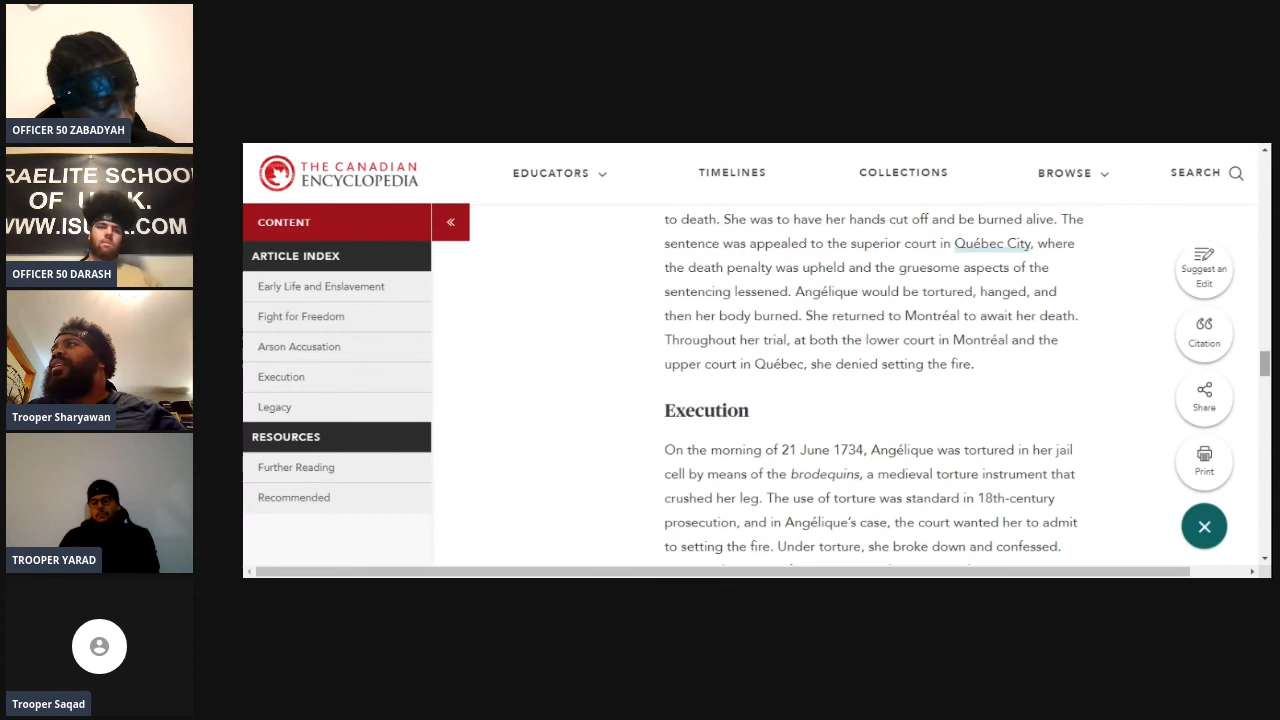 OFFICER 50 ZABADYAH
RAELITE SCHOO
OF U K.
WWW.ISU .COM
OFFICER 50 DARASH
Trooper Sharyawan
TROOPER YARAD
Trooper Saqad
THE CANADIAN
ENCYCLOPEDIA
EDUCATORS
TIMELINES
COLLECTIONS
BROWSE
SEARCH
CONTENT
«
ARTICLE INDEX
Early Life and Enslavement
Fight for Freedom
Arson Accusation
Execution
Legacy
RESOURCES
Further Reading
Recommended
to death. She was to have her hands cut off and be burned alive. The
sentence was appealed to the superior court in Québec City, where
the death penalty was upheld and the gruesome aspects of the
sentencing lessened. Angélique would be tortured, hanged, and
then her body burned. She returned to Montréal to await her death.
Throughout her trial, at both the lower court in Montréal and the
upper court in Québec, she denied setting the fire.
Execution
On the morning of 21 June 1734, Angélique was tortured in her jail
cell by means of the brodequins, a medieval torture instrument that
crushed her leg. The use of torture was standard in 18th-century
prosecution, and in Angélique's case, the court wanted her to admit
to setting the fire. Under torture, she broke down and confessed.
Suggest an
Edit
Citation
Share
Print